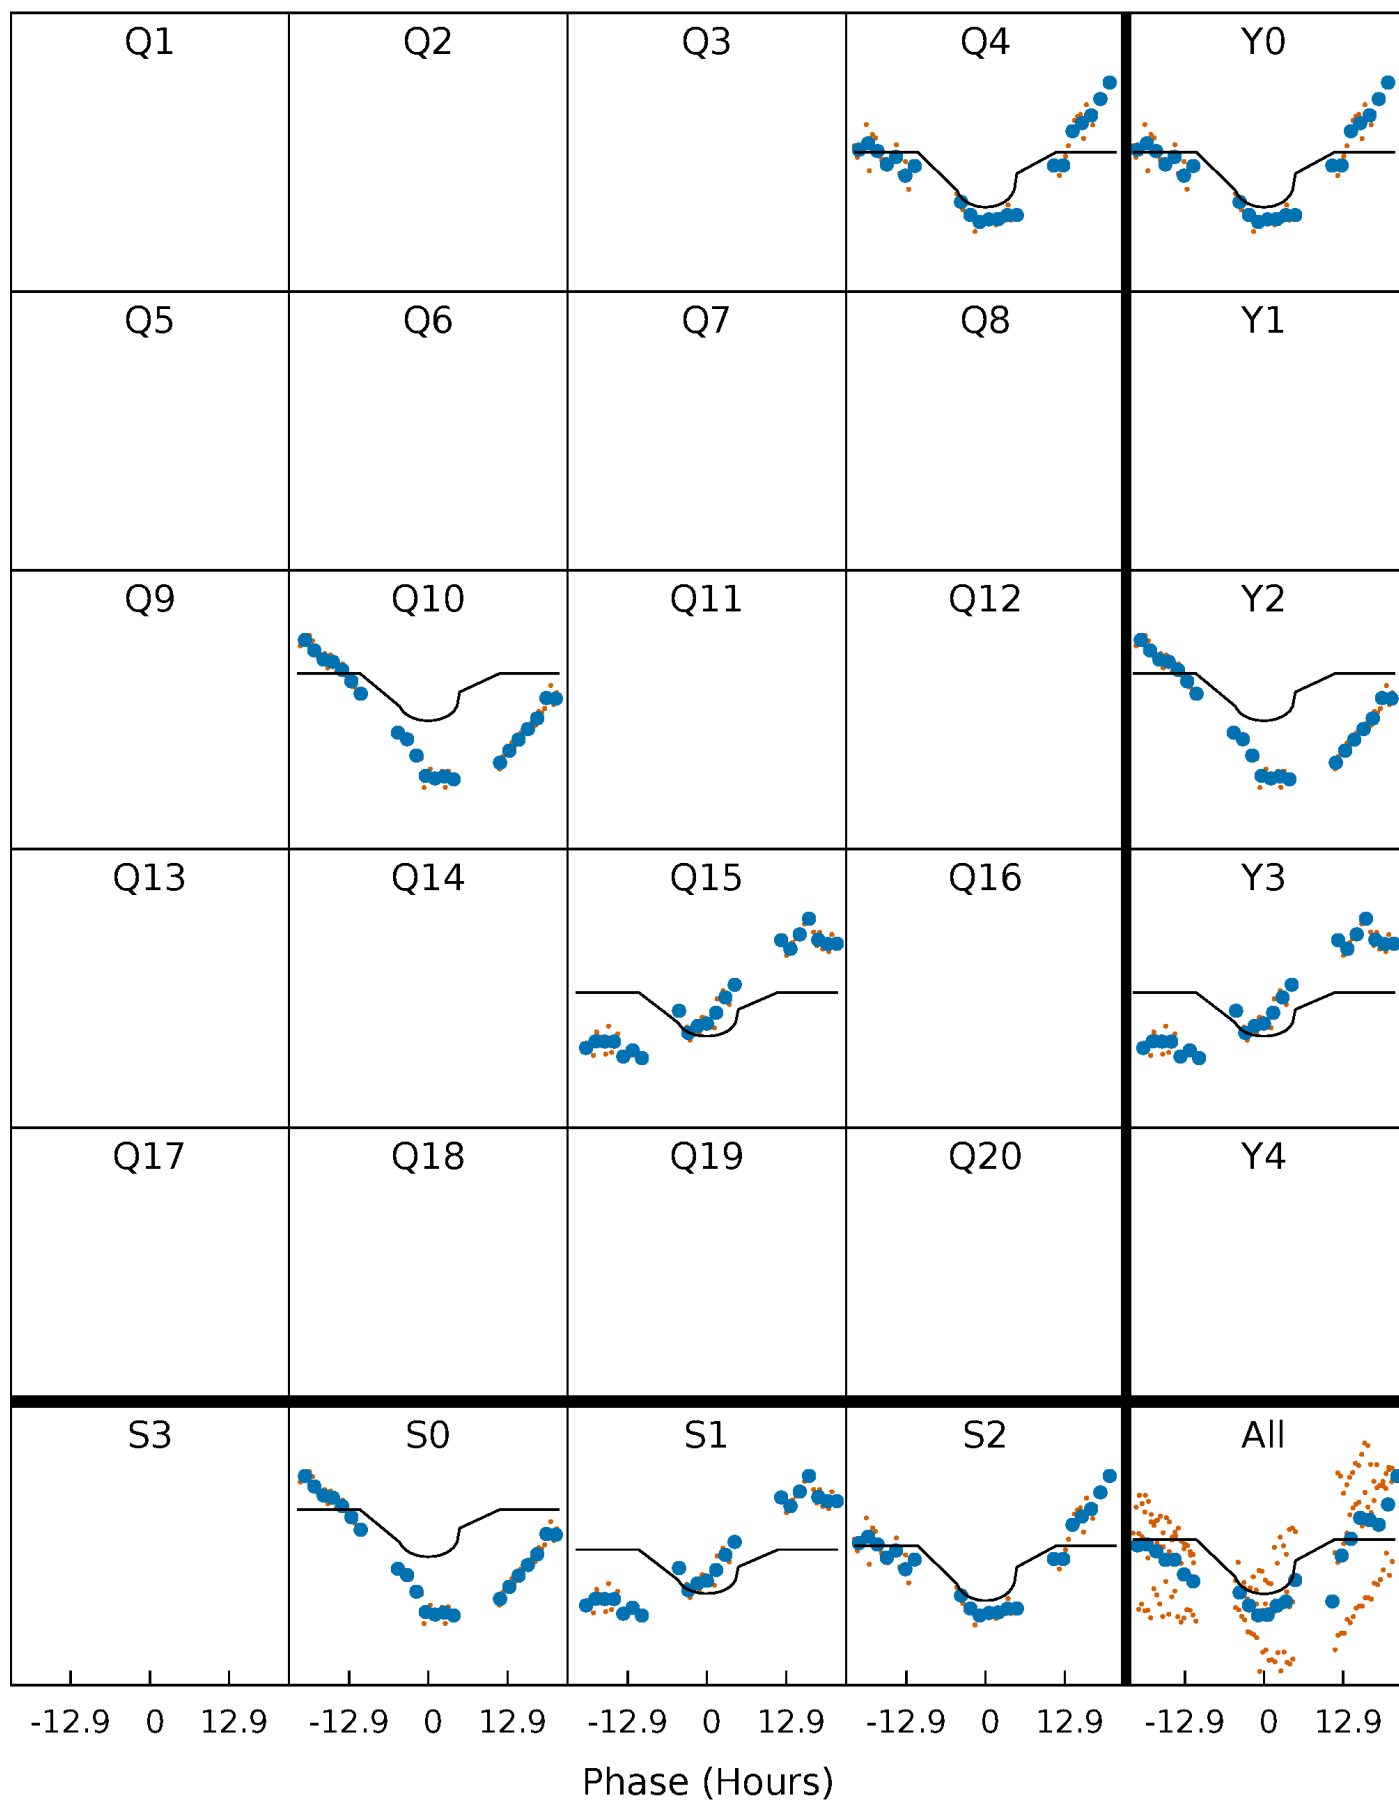 Q1 Q2 Q3 Q4 Y0
Q5 Q6 Q7 Q8 Y1
Q9 Q10 Q11 Q12 Y2
Q13 Q14 Q15 Q16 Y3
Q17 Q18 Q19 Q20 Y4
S3 S0 S1 S2 All
-12.9 0 12.9 -12.9 0 12.9 -12.9 0 12.9 -12.9 0 12.9 -12.9 0 12.9
Phase (Hours)